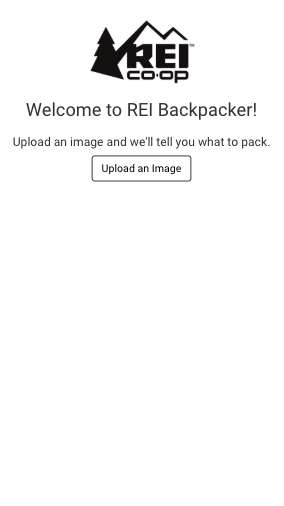 REI
co·op
Welcome to REI Backpacker!
Upload an image and we'll tell you what to pack.
Upload an Image